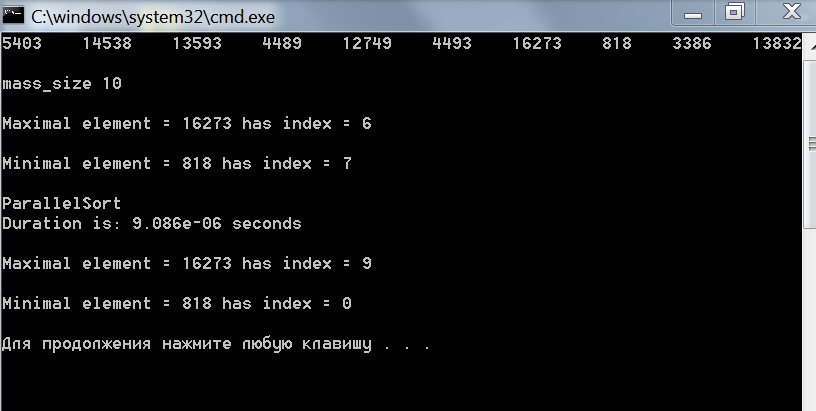 C:\windows\system32\cmd.exe
5403 14538 13593 4489 12749 4493 16273 818 3386 13832
mass_size 10
Maximal element = 16273 has index = 6
Minimal element = 818 has index = 7
ParallelSort
Duration is: 9.086e-06 seconds
Maximal element = 16273 has index = 9
Minimal element = 818 has index = 0
Для продолжения нажмите любую клавишу . . .